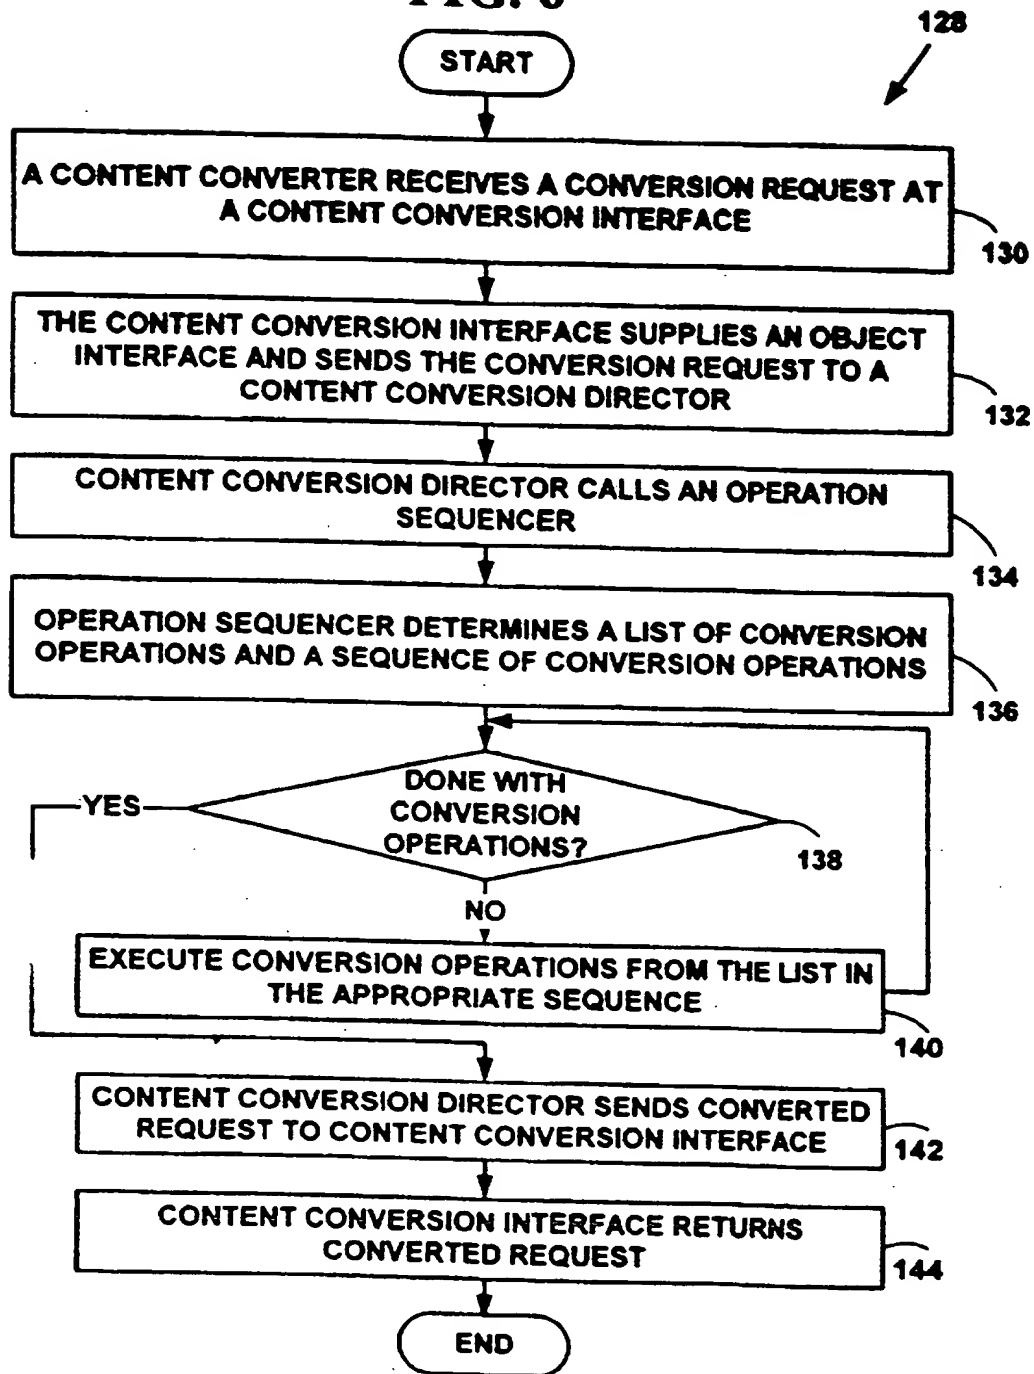 128
START
A CONTENT CONVERTER RECEIVES A CONVERSION REQUEST AT
A CONTENT CONVERSION INTERFACE
130
THE CONTENT CONVERSION INTERFACE SUPPLIES AN OBJECT
INTERFACE AND SENDS THE CONVERSION REQUEST TO A
CONTENT CONVERSION DIRECTOR
132
CONTENT CONVERSION DIRECTOR CALLS AN OPERATION
SEQUENCER
134
OPERATION SEQUENCER DETERMINES A LIST OF CONVERSION
OPERATIONS AND A SEQUENCE OF CONVERSION OPERATIONS
136
DONE WITH
CONVERSION
OPERATIONS?
YES
138
NO
EXECUTE CONVERSION OPERATIONS FROM THE LIST IN
THE APPROPRIATE SEQUENCE
140
CONTENT CONVERSION DIRECTOR SENDS CONVERTED
REQUEST TO CONTENT CONVERSION INTERFACE
142
CONTENT CONVERSION INTERFACE RETURNS
CONVERTED REQUEST
144
END